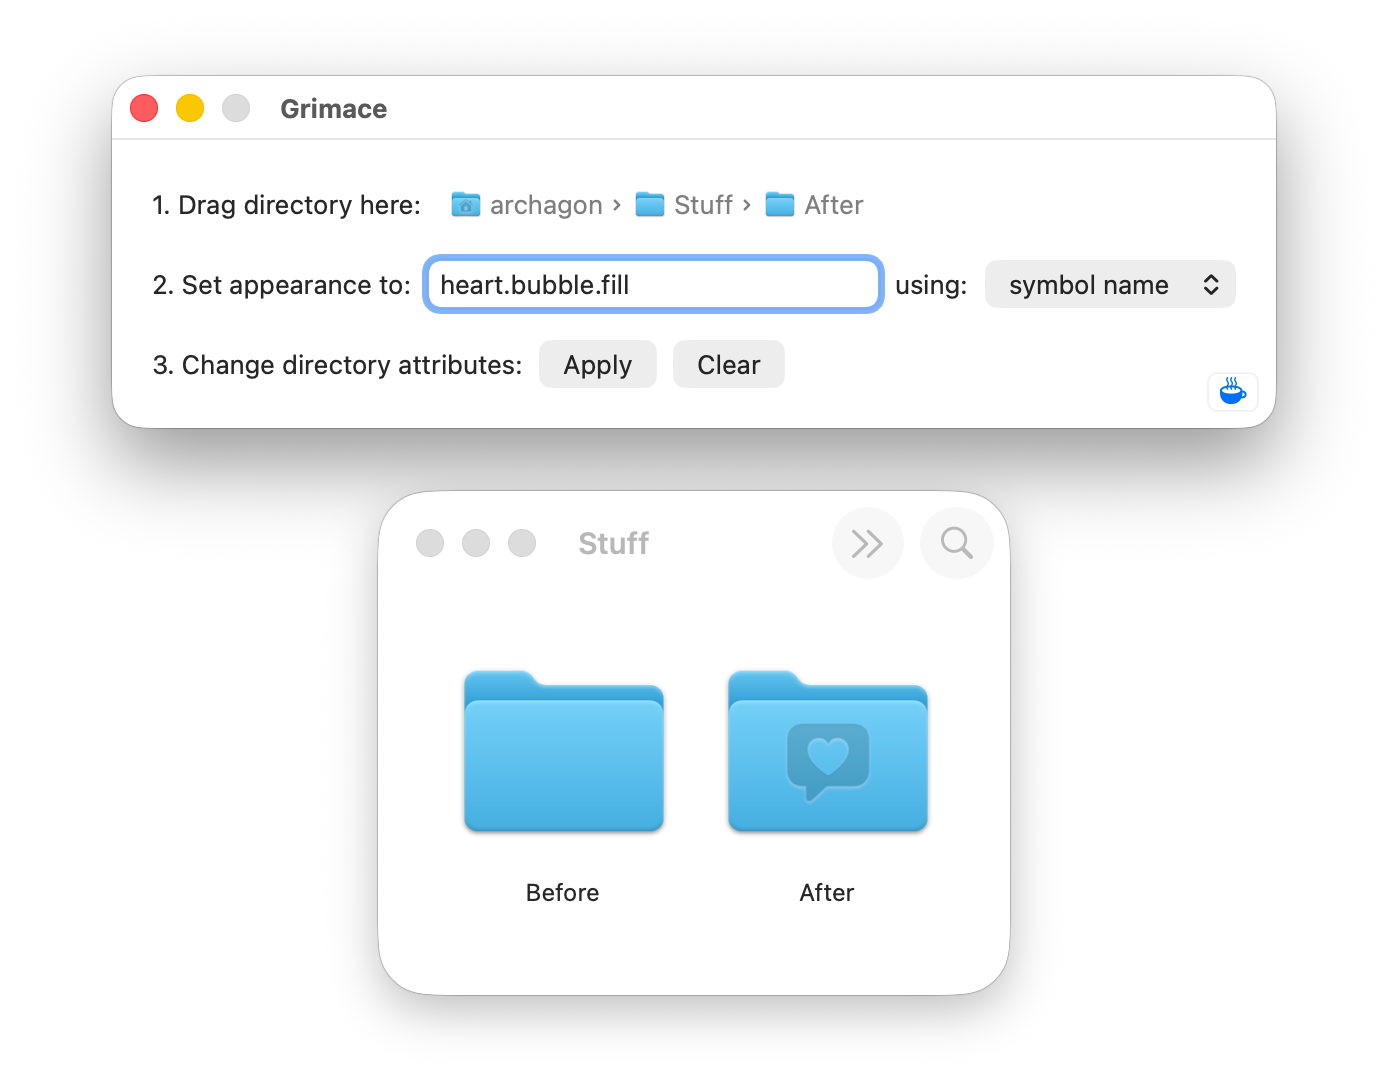 Grimace
1. Drag directory here: archagon › Stuff › After
2. Set appearance to: heart.bubble.fill using: symbol name
3. Change directory attributes: Apply Clear
Stuff
Before After